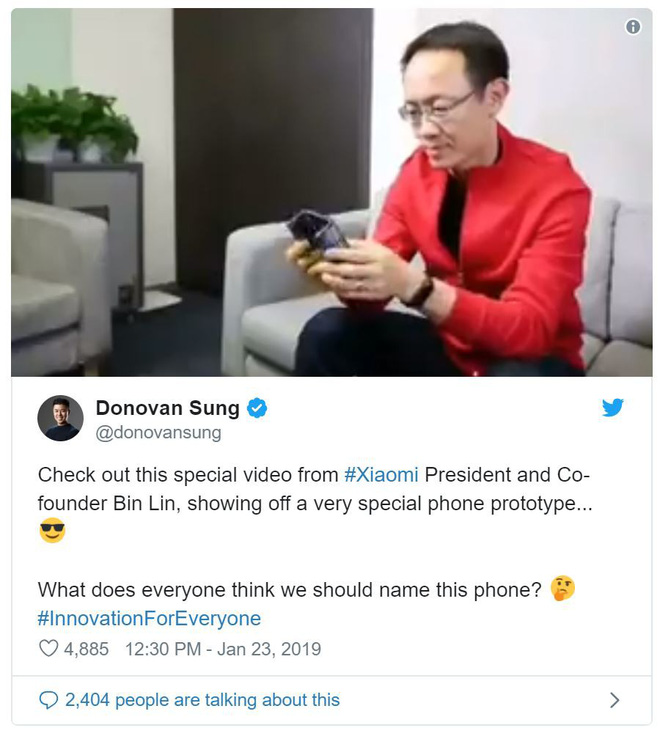 Donovan Sung
@donovansung
Check out this special video from #Xiaomi President and Co-
founder Bin Lin, showing off a very special phone prototype...
😎
What does everyone think we should name this phone? 🤔
#InnovationForEveryone
4,885 12:30 PM - Jan 23, 2019
2,404 people are talking about this